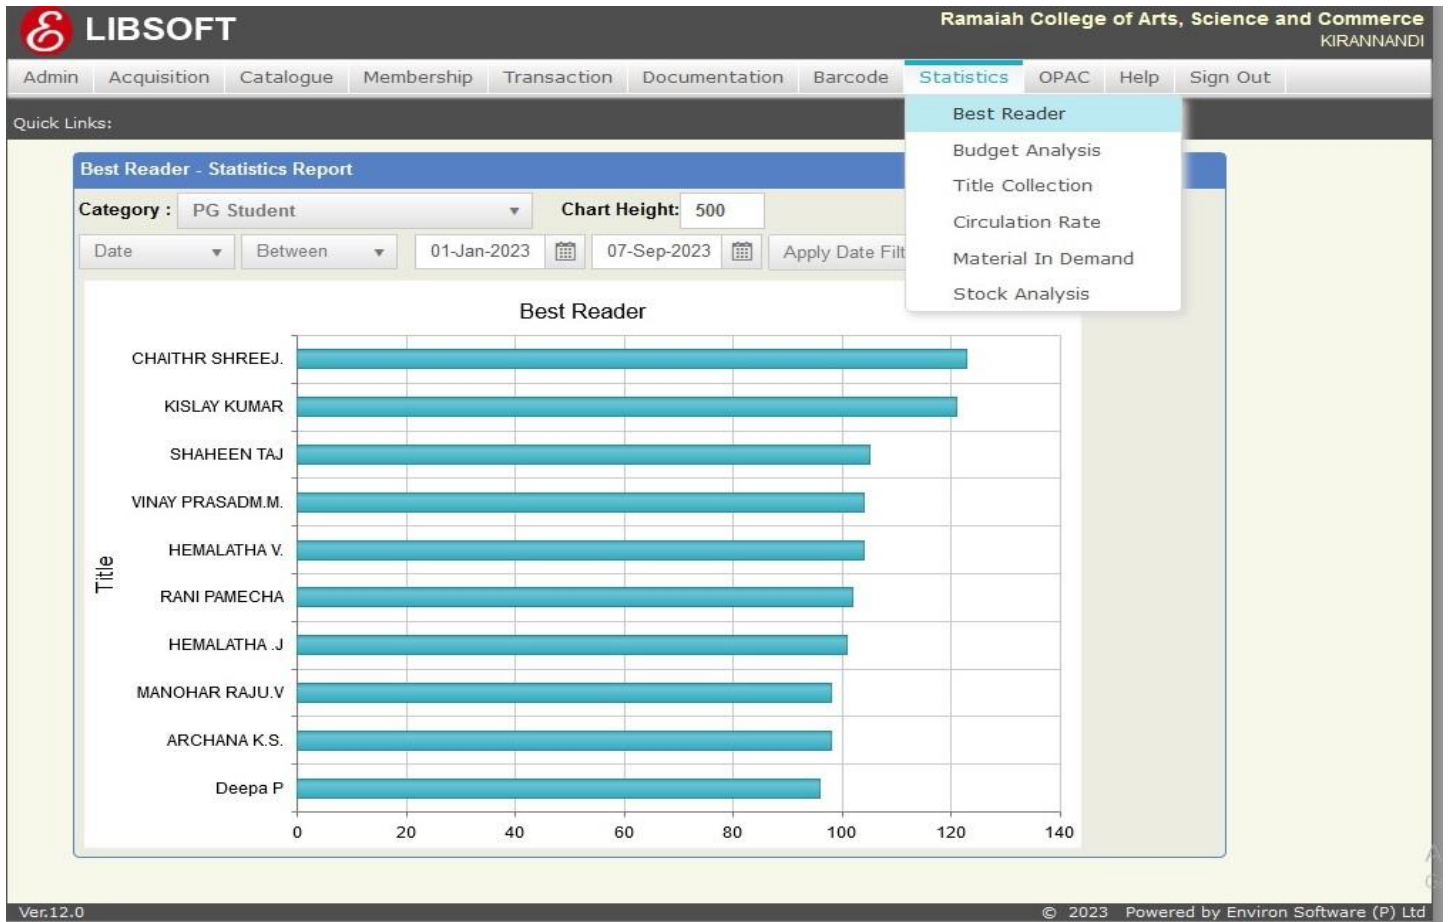 LIBSOFT
Ramaiah College of Arts, Science and Commerce
KIRANNANDI
Admin Acquisition Catalogue Membership Transaction Documentation Barcode Statistics OPAC Help Sign Out
Quick Links:
Best Reader
Budget Analysis
Title Collection
Circulation Rate
Material In Demand
Stock Analysis
Best Reader - Statistics Report
Category : PG Student Chart Height: 500
Date Between 01-Jan-2023 07-Sep-2023 Apply Date Filt
Best Reader
Title
CHAITHR SHREEJ.
KISLAY KUMAR
SHAHEEN TAJ
VINAY PRASADM.M.
HEMALATHA V.
RANI PAMECHA
HEMALATHA .J
MANOHAR RAJU.V
ARCHANA K.S.
Deepa P
0 20 40 60 80 100 120 140
Ver.12.0
© 2023 Powered by Environ Software (P) Ltd